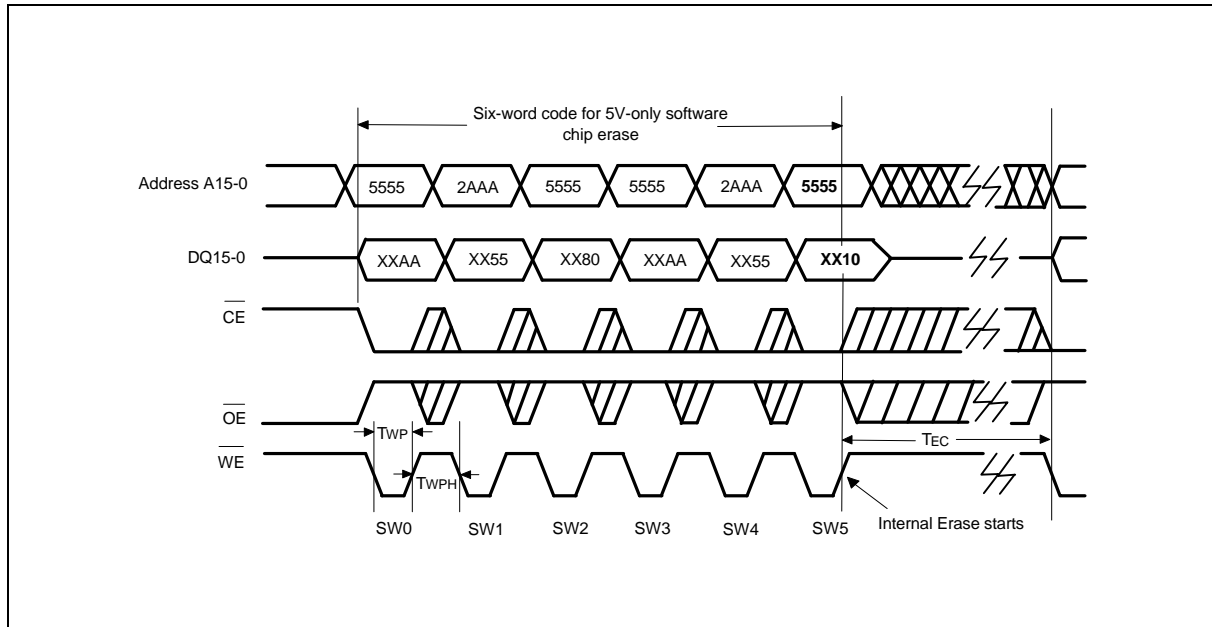 Six-word code for 5V-only software
chip erase
Address A15-0
5555
2AAA
5555
5555
2AAA
5555
DQ15-0
XXAA
XX55
XX80
XXAA
XX55
XX10
CE
OE
TWP
TEC
WE
TWPH
SW0
SW1
SW2
SW3
SW4
SW5
Internal Erase starts